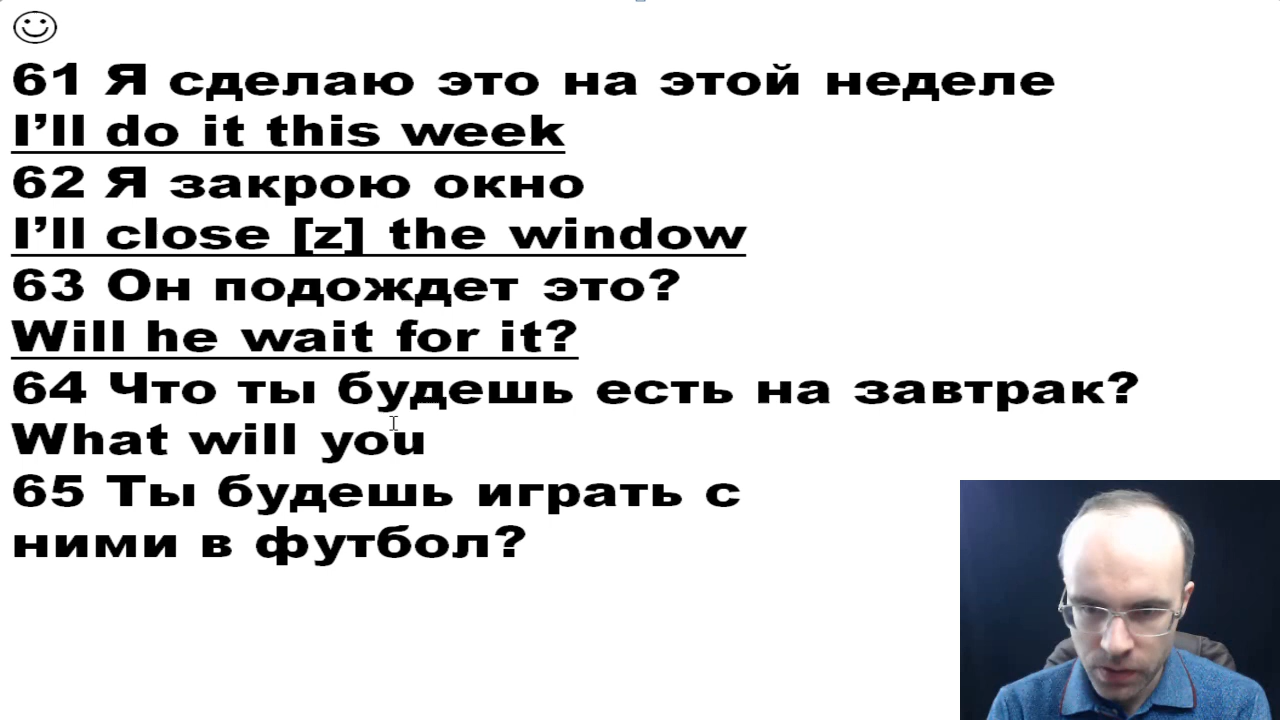 61 Я сделаю это на этой неделе
I’ll do it this week
62 Я закрою окно
I’ll close [z] the window
63 Он подождет это?
Will he wait for it?
64 Что ты будешь есть на завтрак?
What will you
65 Ты будешь играть с
ними в футбол?